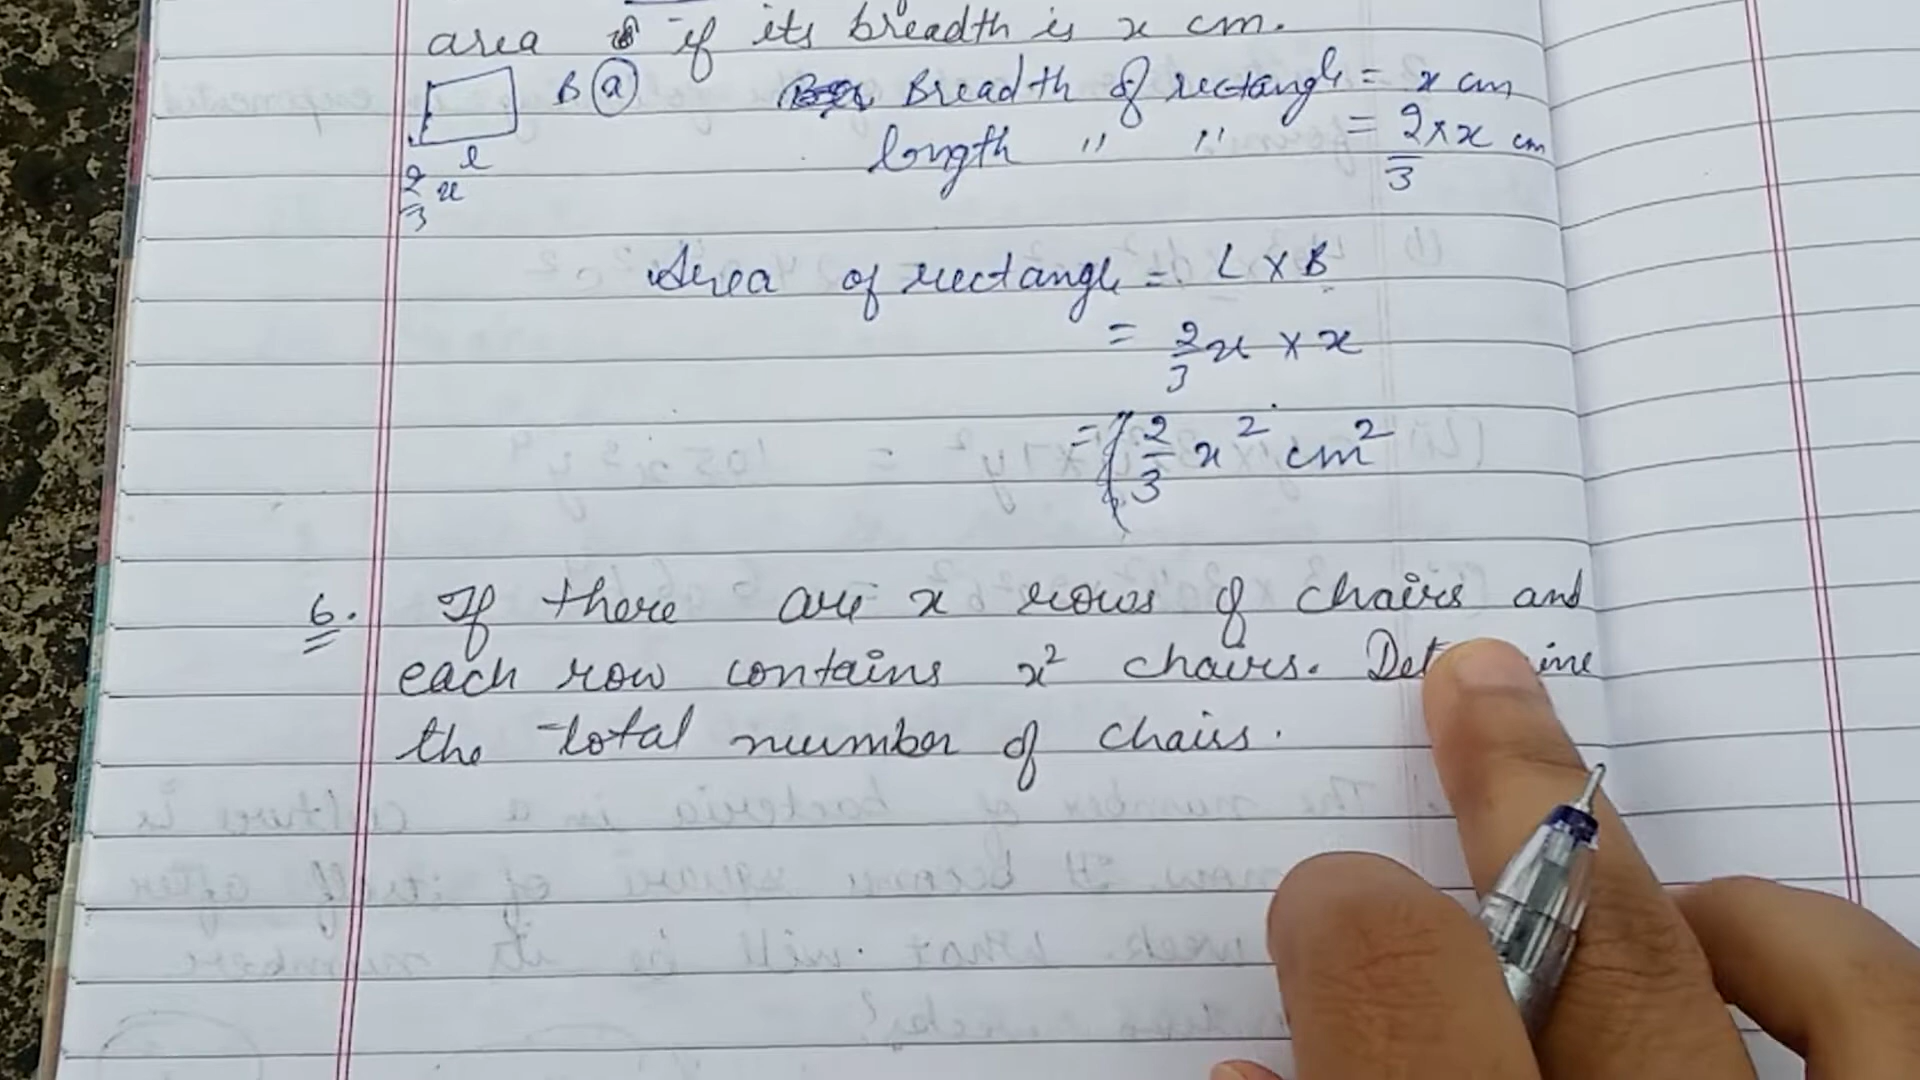 area if its breadth is x cm.
B x Breadth of rectangle = x cm
length " " = 2/3 × x cm
l
2/3 x
Area of rectangle = L × B
= 2/3 x × x
= 2/3 x² cm²
6. If there are x rows of chairs and
each row contains x² chairs. Det ine
the total number of chairs.